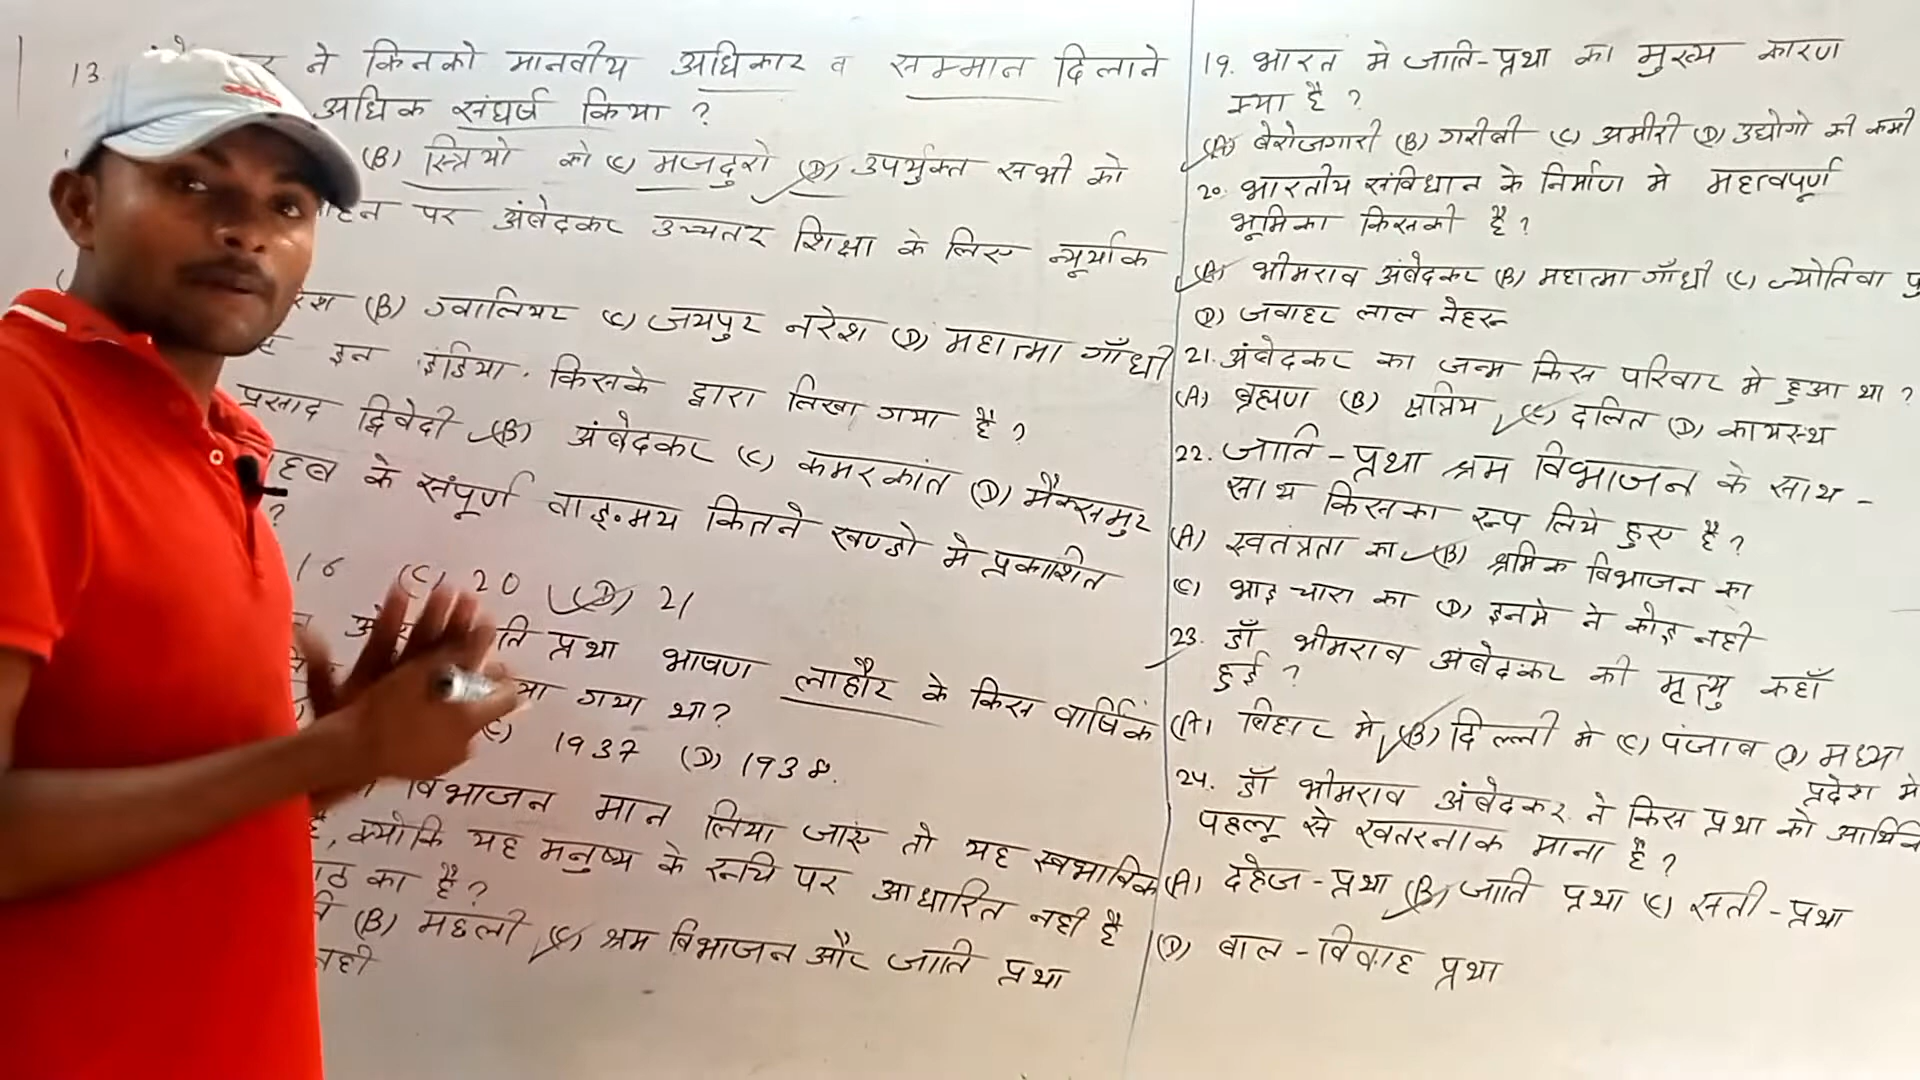 13. ने किनको मानवीय अधिकार व सम्मान दिलाने
अधिक संघर्ष किया ?
(B) स्त्रियो को (C) मजदुरो (D) उपर्युक्त सभी को
पर अंबेदकर उच्चतर शिक्षा के लिए न्यूर्याक
(B) ग्वालियर (C) जयपुर नरेश (D) महात्मा गाँधी
इन इंडिया किसके द्वारा लिखा गया है ?
प्रसाद द्विवेदी (B) अंबेदकर (C) कमरकांत (D) मैक्समुर
के संपूर्ण वाड्.मय कितने खण्डो मे प्रकाशित
?
16 (C) 20 (D) 21
प्रथा भाषण लाहौर के किस वार्षिक
गया था?
(C) 1937 (D) 1938.
विभाजन मान लिया जाए तो यह स्वभाविक
है, क्योकि यह मनुष्य के रूचि पर आधारित नही है
का है ?
(B) मछली (C) श्रम विभाजन और जाति प्रथा
नही
19. भारत मे जाति-प्रथा का मुख्य कारण
क्या है ?
(A) बेरोजगारी (B) गरीबी (C) अमीरी (D) उद्योगो की कमी
20. भारतीय संविधान के निर्माण मे महत्वपूर्ण
भूमिका किसकी है ?
(A) भीमराव अंबेदकर (B) महात्मा गाँधी (C) ज्योतिवा फु
(D) जवाहर लाल नेहरू
21. अंबेदकर का जन्म किस परिवार मे हुआ था ?
(A) ब्रह्मण (B) क्षत्रिय (C) दलित (D) कायस्थ
22. जाति-प्रथा श्रम विभाजन के साथ-
साथ किसका रूप लिये हुए है ?
(A) स्वतंत्रता का (B) श्रमिक विभाजन का
(C) भाइ चारा का (D) इनमे ने कोइ नही
23. डॉ भीमराव अंबेदकर की मृत्यु कहाँ
हुई ?
(A) बिहार मे (B) दिल्ली मे (C) पंजाब (D) मध्य
प्रदेश मे
24. डॉ भीमराव अंबेदकर ने किस प्रथा को आर्थिक
पहलू से खतरनाक माना है ?
(A) दहेज-प्रथा (B) जाति प्रथा (C) सती-प्रथा
(D) बाल-विवाह प्रथा